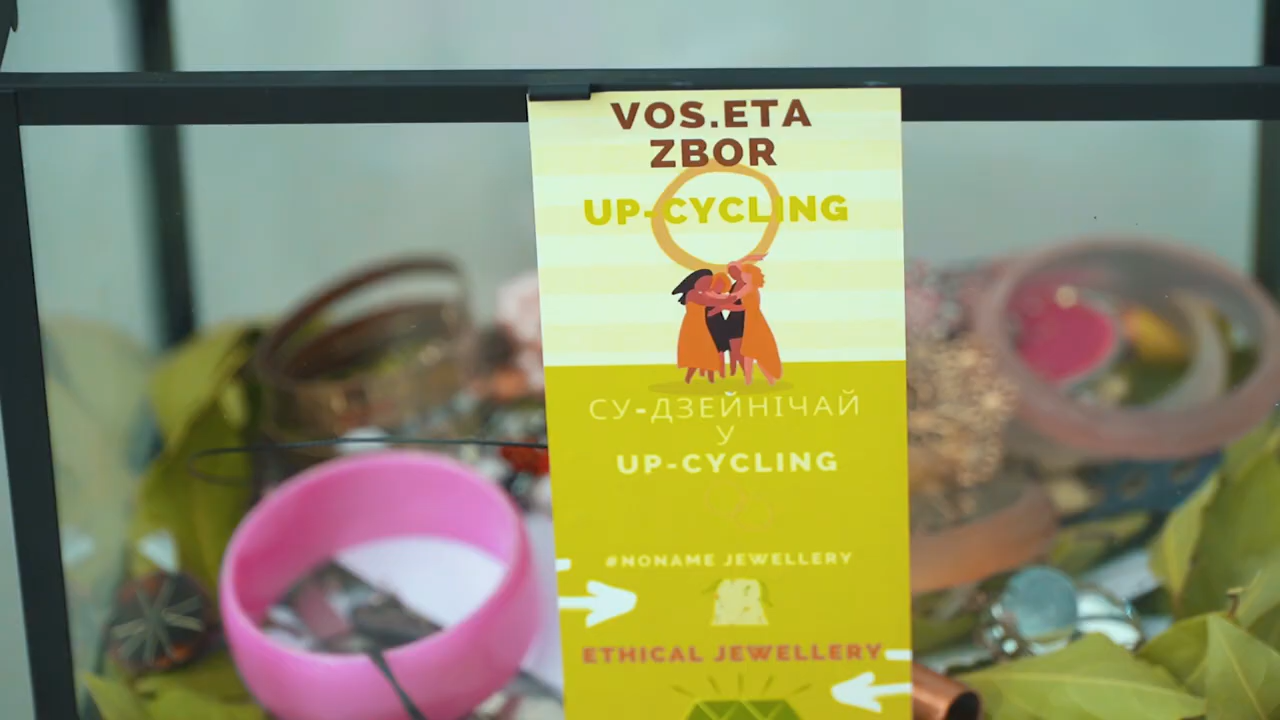 VOS.ETA
ZBOR
UP-CYCLING
СУ-ДЗЕЙНІЧАЙ
У
UP-CYCLING
#NONAME JEWELLERY
ETHICAL JEWELLERY